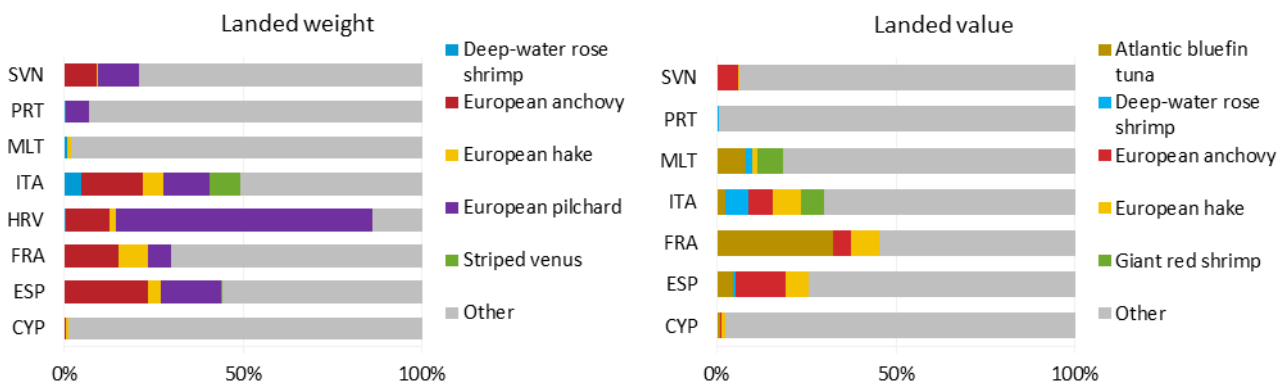 Landed weight
SVN
PRT
MLT
ITA
HRV
FRA
ESP
CYP
0%
50%
100%
Deep-water rose
shrimp
European anchovy
European hake
European pilchard
Striped venus
Other
Landed value
SVN
PRT
MLT
ITA
FRA
ESP
CYP
0%
50%
100%
Atlantic bluefin
tuna
Deep-water rose
shrimp
European anchovy
European hake
Giant red shrimp
Other